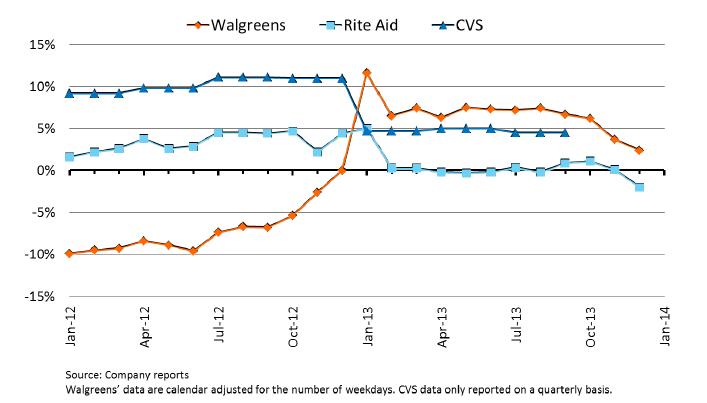 Walgreens Rite Aid CVS
15%
10%
5%
0%
-5%
-10%
-15%
Jan-12 Apr-12 Jul-12 Oct-12 Jan-13 Apr-13 Jul-13 Oct-13 Jan-14
Source: Company reports
Walgreens' data are calendar adjusted for the number of weekdays. CVS data only reported on a quarterly basis.